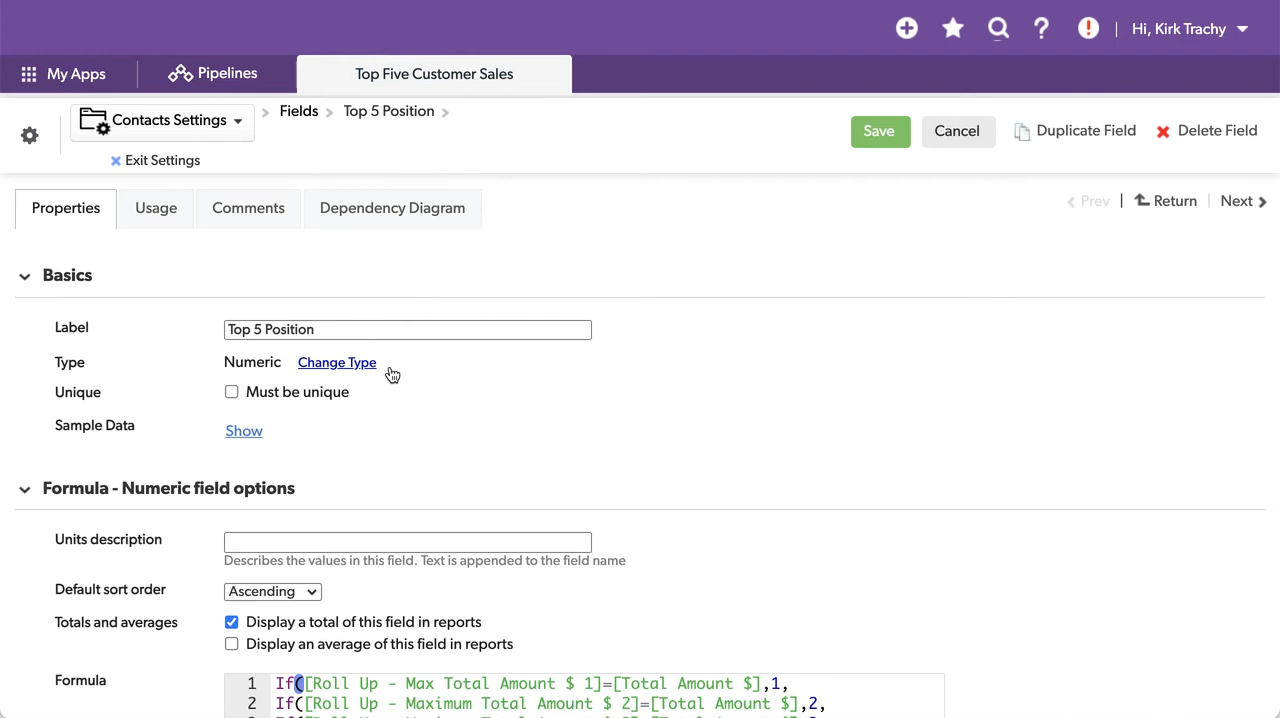 Hi, Kirk Trachy
My Apps
Pipelines
Top Five Customer Sales
Contacts Settings
Fields
Top 5 Position
Exit Settings
Save
Cancel
Duplicate Field
Delete Field
Properties
Usage
Comments
Dependency Diagram
Prev | Return | Next
Basics
Label
Top 5 Position
Type
Numeric Change Type
Unique
Must be unique
Sample Data
Show
Formula - Numeric field options
Units description
Describes the values in this field. Text is appended to the field name
Default sort order
Ascending
Totals and averages
Display a total of this field in reports
Display an average of this field in reports
Formula
1 If([Roll Up - Max Total Amount $ 1]=[Total Amount $],1,
2 If([Roll Up - Maximum Total Amount $ 2]=[Total Amount $],2,